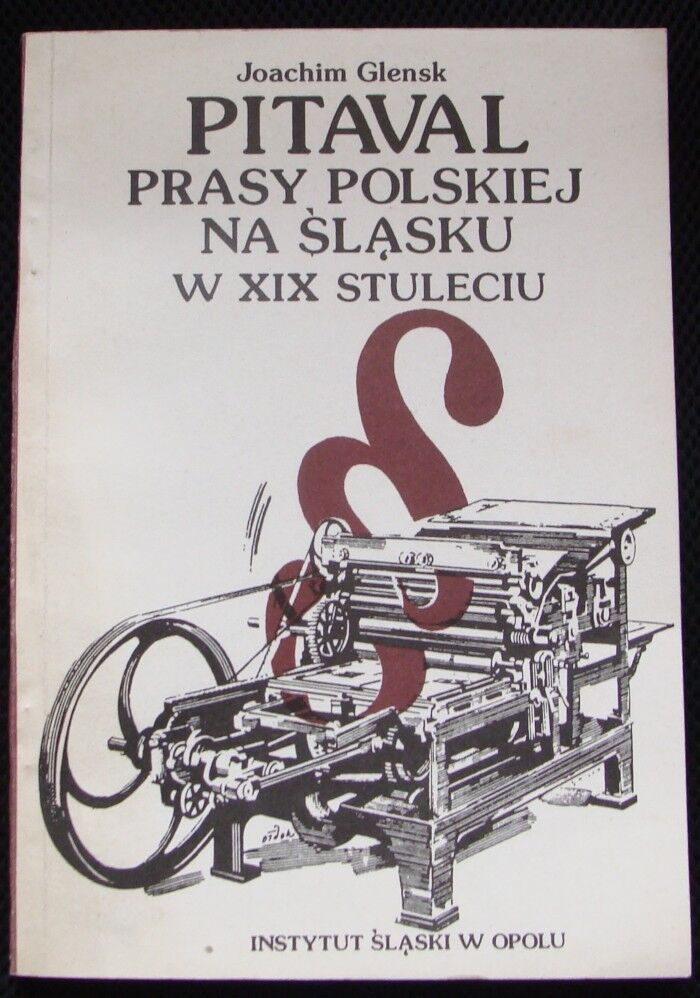 Joachim Glensk
PITAVAL
PRASY POLSKIEJ
NA ŚLĄSKU
W XIX STULECIU
§
INSTYTUT ŚLĄSKI W OPOLU